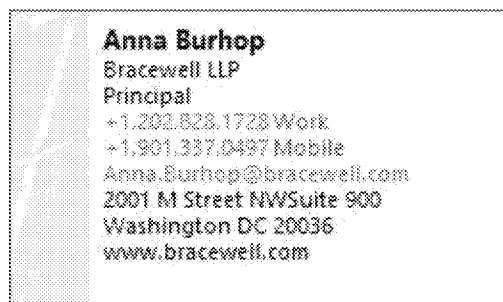 Anna Burhop
Bracewell LLP
Principal
+1.202.828.1728 Work
+1.901.337.0497 Mobile
Anna.Burhop@bracewell.com
2001 M Street NWSuite 900
Washington DC 20036
www.bracewell.com